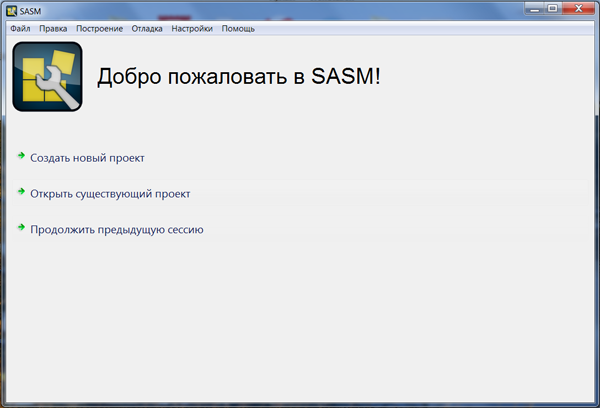 SASM
Файл Правка Построение Отладка Настройки Помощь
Добро пожаловать в SASM!
Создать новый проект
Открыть существующий проект
Продолжить предыдущую сессию